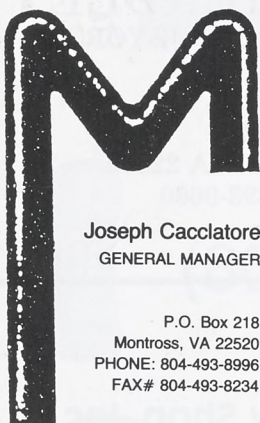 M
Joseph Cacclatore
GENERAL MANAGER
P.O. Box 218
Montross, VA 22520
PHONE: 804-493-8996
FAX# 804-493-8234